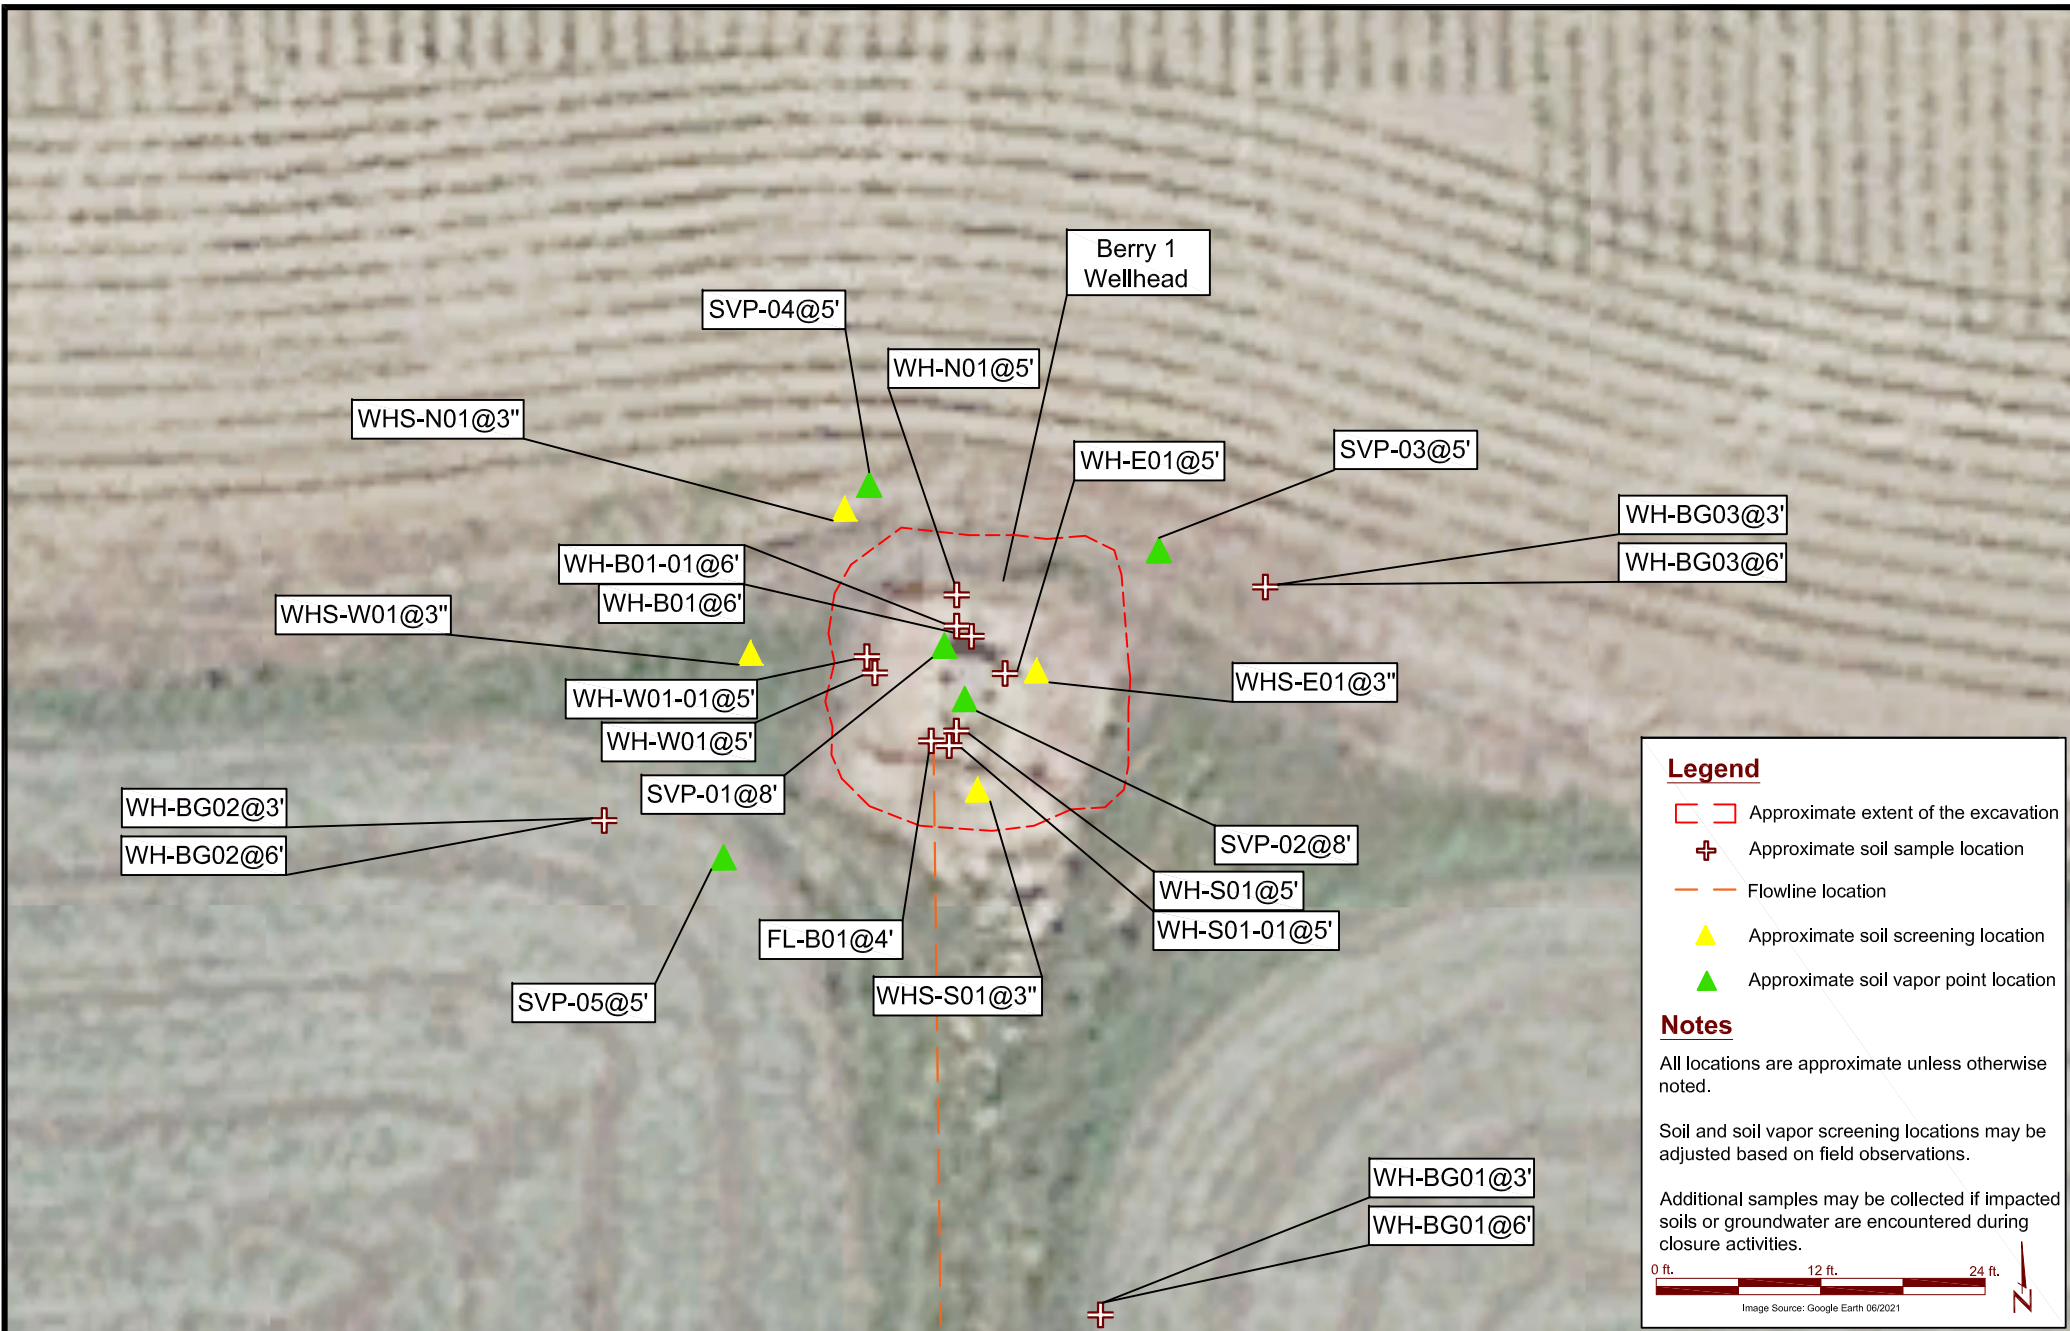 Berry 1
Wellhead
SVP-04@5'
WH-N01@5'
WHS-N01@3"
WH-E01@5'
SVP-03@5'
WH-BG03@3'
WH-BG03@6'
WH-B01-01@6'
WH-B01@6'
WHS-W01@3"
WH-W01-01@5'
WHS-E01@3"
WH-W01@5'
SVP-01@8'
WH-BG02@3'
WH-BG02@6'
SVP-02@8'
WH-S01@5'
WH-S01-01@5'
FL-B01@4'
WHS-S01@3"
SVP-05@5'
WH-BG01@3'
WH-BG01@6'
Legend
Approximate extent of the excavation
Approximate soil sample location
Flowline location
Approximate soil screening location
Approximate soil vapor point location
Notes
All locations are approximate unless otherwise
noted.
Soil and soil vapor screening locations may be
adjusted based on field observations.
Additional samples may be collected if impacted
soils or groundwater are encountered during
closure activities.
0 ft. 12 ft. 24 ft.
N
Image Source: Google Earth 06/2021